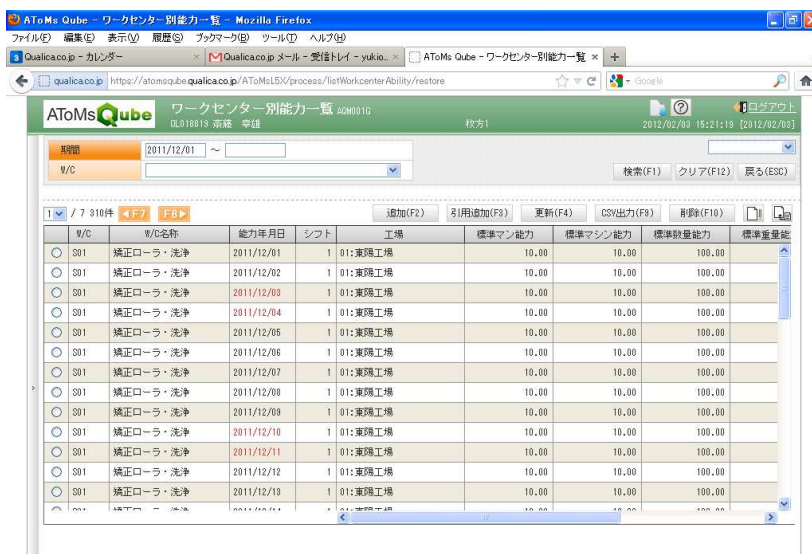 AToMs Qube - ワークセンター別能力一覧 - Mozilla Firefox
ファイル(F) 編集(E) 表示(V) 履歴(S) ブックマーク(B) ツール(T) ヘルプ(H)
Qualica.co.jp - カレンダー × Qualica.co.jp メール - 受信トレイ - yukio... × AToMs Qube - ワークセンター別能力一覧 × +
qualica.co.jp https://atomsqube.qualica.co.jp/AToMsL5X/process/listWorkcenterAbility/restore Google
AToMs Qube ワークセンター別能力一覧 AQM001G ログアウト
QL018819 斎藤 幸雄 枚方1 2012/02/03 15:21:19 [2012/02/03]
期間 2011/12/01 ~
W/C 検索(F1) クリア(F12) 戻る(ESC)
1 / 7 310件 F7 F8 追加(F2) 引用追加(F3) 更新(F4) CSV出力(F9) 削除(F10)
W/C W/C名称 能力年月日 シフト 工場 標準マン能力 標準マシン能力 標準数量能力 標準重量能
S01 矯正ローラ・洗浄 2011/12/01 1 01:東陽工場 10.00 10.00 100.00
S01 矯正ローラ・洗浄 2011/12/02 1 01:東陽工場 10.00 10.00 100.00
S01 矯正ローラ・洗浄 2011/12/03 1 01:東陽工場 10.00 10.00 100.00
S01 矯正ローラ・洗浄 2011/12/04 1 01:東陽工場 10.00 10.00 100.00
S01 矯正ローラ・洗浄 2011/12/05 1 01:東陽工場 10.00 10.00 100.00
S01 矯正ローラ・洗浄 2011/12/06 1 01:東陽工場 10.00 10.00 100.00
S01 矯正ローラ・洗浄 2011/12/07 1 01:東陽工場 10.00 10.00 100.00
S01 矯正ローラ・洗浄 2011/12/08 1 01:東陽工場 10.00 10.00 100.00
S01 矯正ローラ・洗浄 2011/12/09 1 01:東陽工場 10.00 10.00 100.00
S01 矯正ローラ・洗浄 2011/12/10 1 01:東陽工場 10.00 10.00 100.00
S01 矯正ローラ・洗浄 2011/12/11 1 01:東陽工場 10.00 10.00 100.00
S01 矯正ローラ・洗浄 2011/12/12 1 01:東陽工場 10.00 10.00 100.00
S01 矯正ローラ・洗浄 2011/12/13 1 01:東陽工場 10.00 10.00 100.00